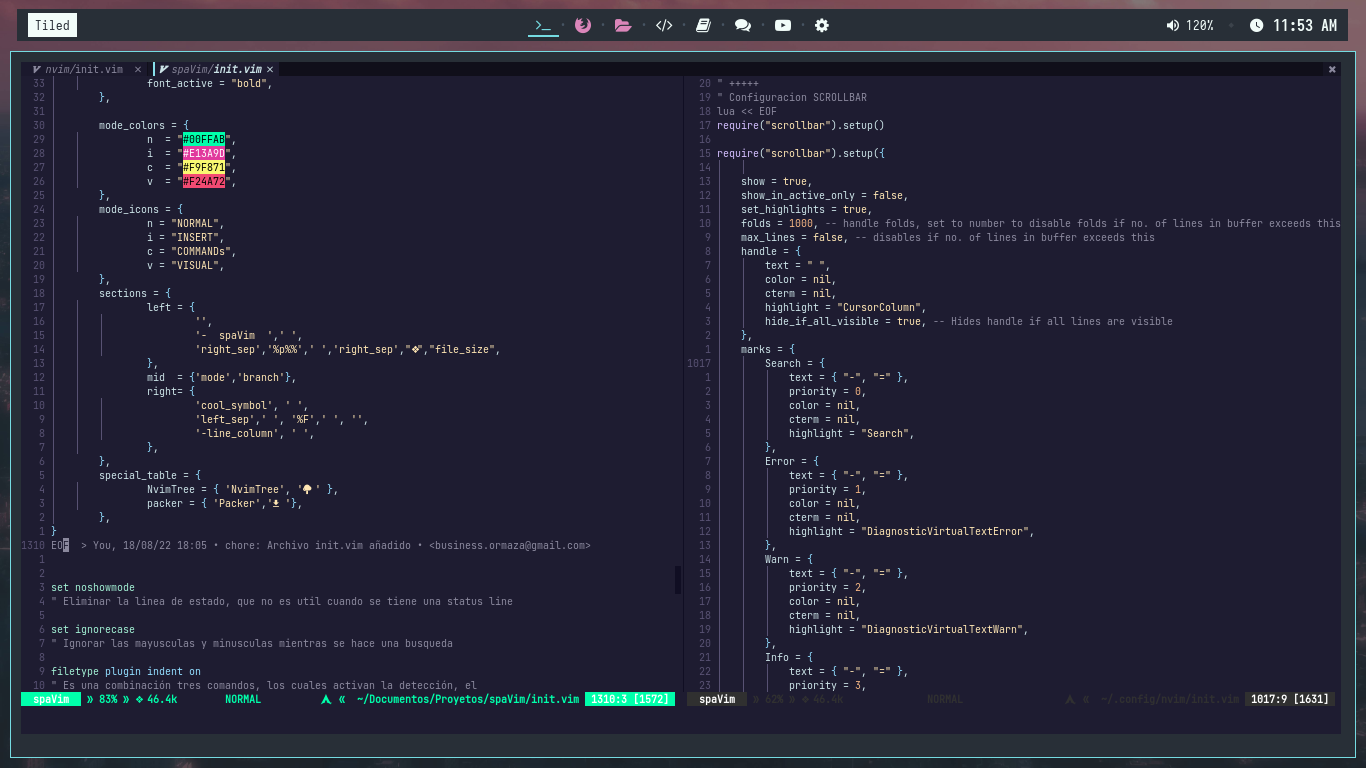 Tiled
120%
11:53 AM
nvim/init.vim ×
spaVim/init.vim ×
33 font_active = "bold",
32 },
31
30 mode_colors = {
29 n  = "#00FFAB",
28 i  = "#E13A9D",
27 c  = "#F9F871",
26 v  = "#F24A72",
25 },
24 mode_icons = {
23 n = "NORMAL",
22 i = "INSERT",
21 c = "COMMANDs",
20 v = "VISUAL",
19 },
18 sections = {
17 left = {
16 '',
15 '-  spaVim  ',' ',
14 'right_sep','%p%%',' ','right_sep',"❖","file_size",
13 },
12 mid  = {'mode','branch'},
11 right= {
10 'cool_symbol', ' ',
9 'left_sep',' ', '%F',' ', '',
8 '-line_column', ' ',
7 },
6 },
5 special_table = {
4 NvimTree = { 'NvimTree', ' ' },
3 packer = { 'Packer',' '},
2 },
1 }
1310 EOF  > You, 18/08/22 18:05 • chore: Archivo init.vim añadido • <business.ormaza@gmail.com>
1
2
3 set noshowmode
4 " Eliminar la linea de estado, que no es util cuando se tiene una status line
5
6 set ignorecase
7 " Ignorar las mayusculas y minusculas mientras se hace una busqueda
8
9 filetype plugin indent on
10 " Es una combinación tres comandos, los cuales activan la detección, el
spaVim » 83% » ❖ 46.4k NORMAL « ~/Documentos/Proyetos/spaVim/init.vim 1310:3 [1572]
20 " +++++
19 " Configuracion SCROLLBAR
18 lua << EOF
17 require("scrollbar").setup()
16
15 require("scrollbar").setup({
14
13 show = true,
12 show_in_active_only = false,
11 set_highlights = true,
10 folds = 1000, -- handle folds, set to number to disable folds if no. of lines in buffer exceeds this
9 max_lines = false, -- disables if no. of lines in buffer exceeds this
8 handle = {
7 text = " ",
6 color = nil,
5 cterm = nil,
4 highlight = "CursorColumn",
3 hide_if_all_visible = true, -- Hides handle if all lines are visible
2 },
1 marks = {
1017 Search = {
1 text = { "-", "=" },
2 priority = 0,
3 color = nil,
4 cterm = nil,
5 highlight = "Search",
6 },
7 Error = {
8 text = { "-", "=" },
9 priority = 1,
10 color = nil,
11 cterm = nil,
12 highlight = "DiagnosticVirtualTextError",
13 },
14 Warn = {
15 text = { "-", "=" },
16 priority = 2,
17 color = nil,
18 cterm = nil,
19 highlight = "DiagnosticVirtualTextWarn",
20 },
21 Info = {
22 text = { "-", "=" },
23 priority = 3,
spaVim » 62% » ❖ 46.4k NORMAL « ~/.config/nvim/init.vim 1017:9 [1631]